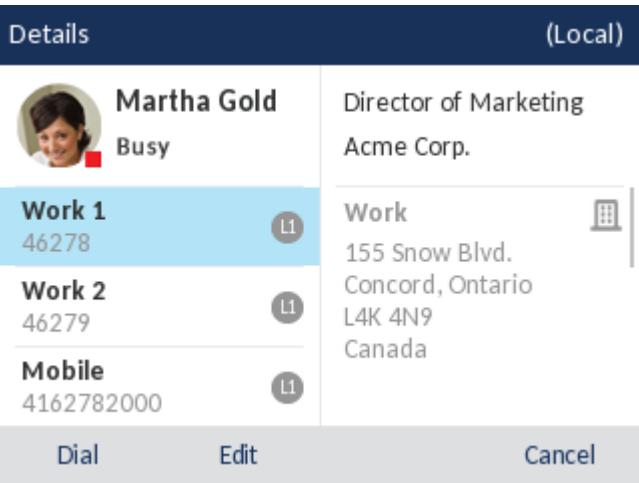 Details
(Local)
Martha Gold
Busy
Work 1
46278
L1
Work 2
46279
L1
Mobile
4162782000
L1
Director of Marketing
Acme Corp.
Work
155 Snow Blvd.
Concord, Ontario
L4K 4N9
Canada
Dial
Edit
Cancel